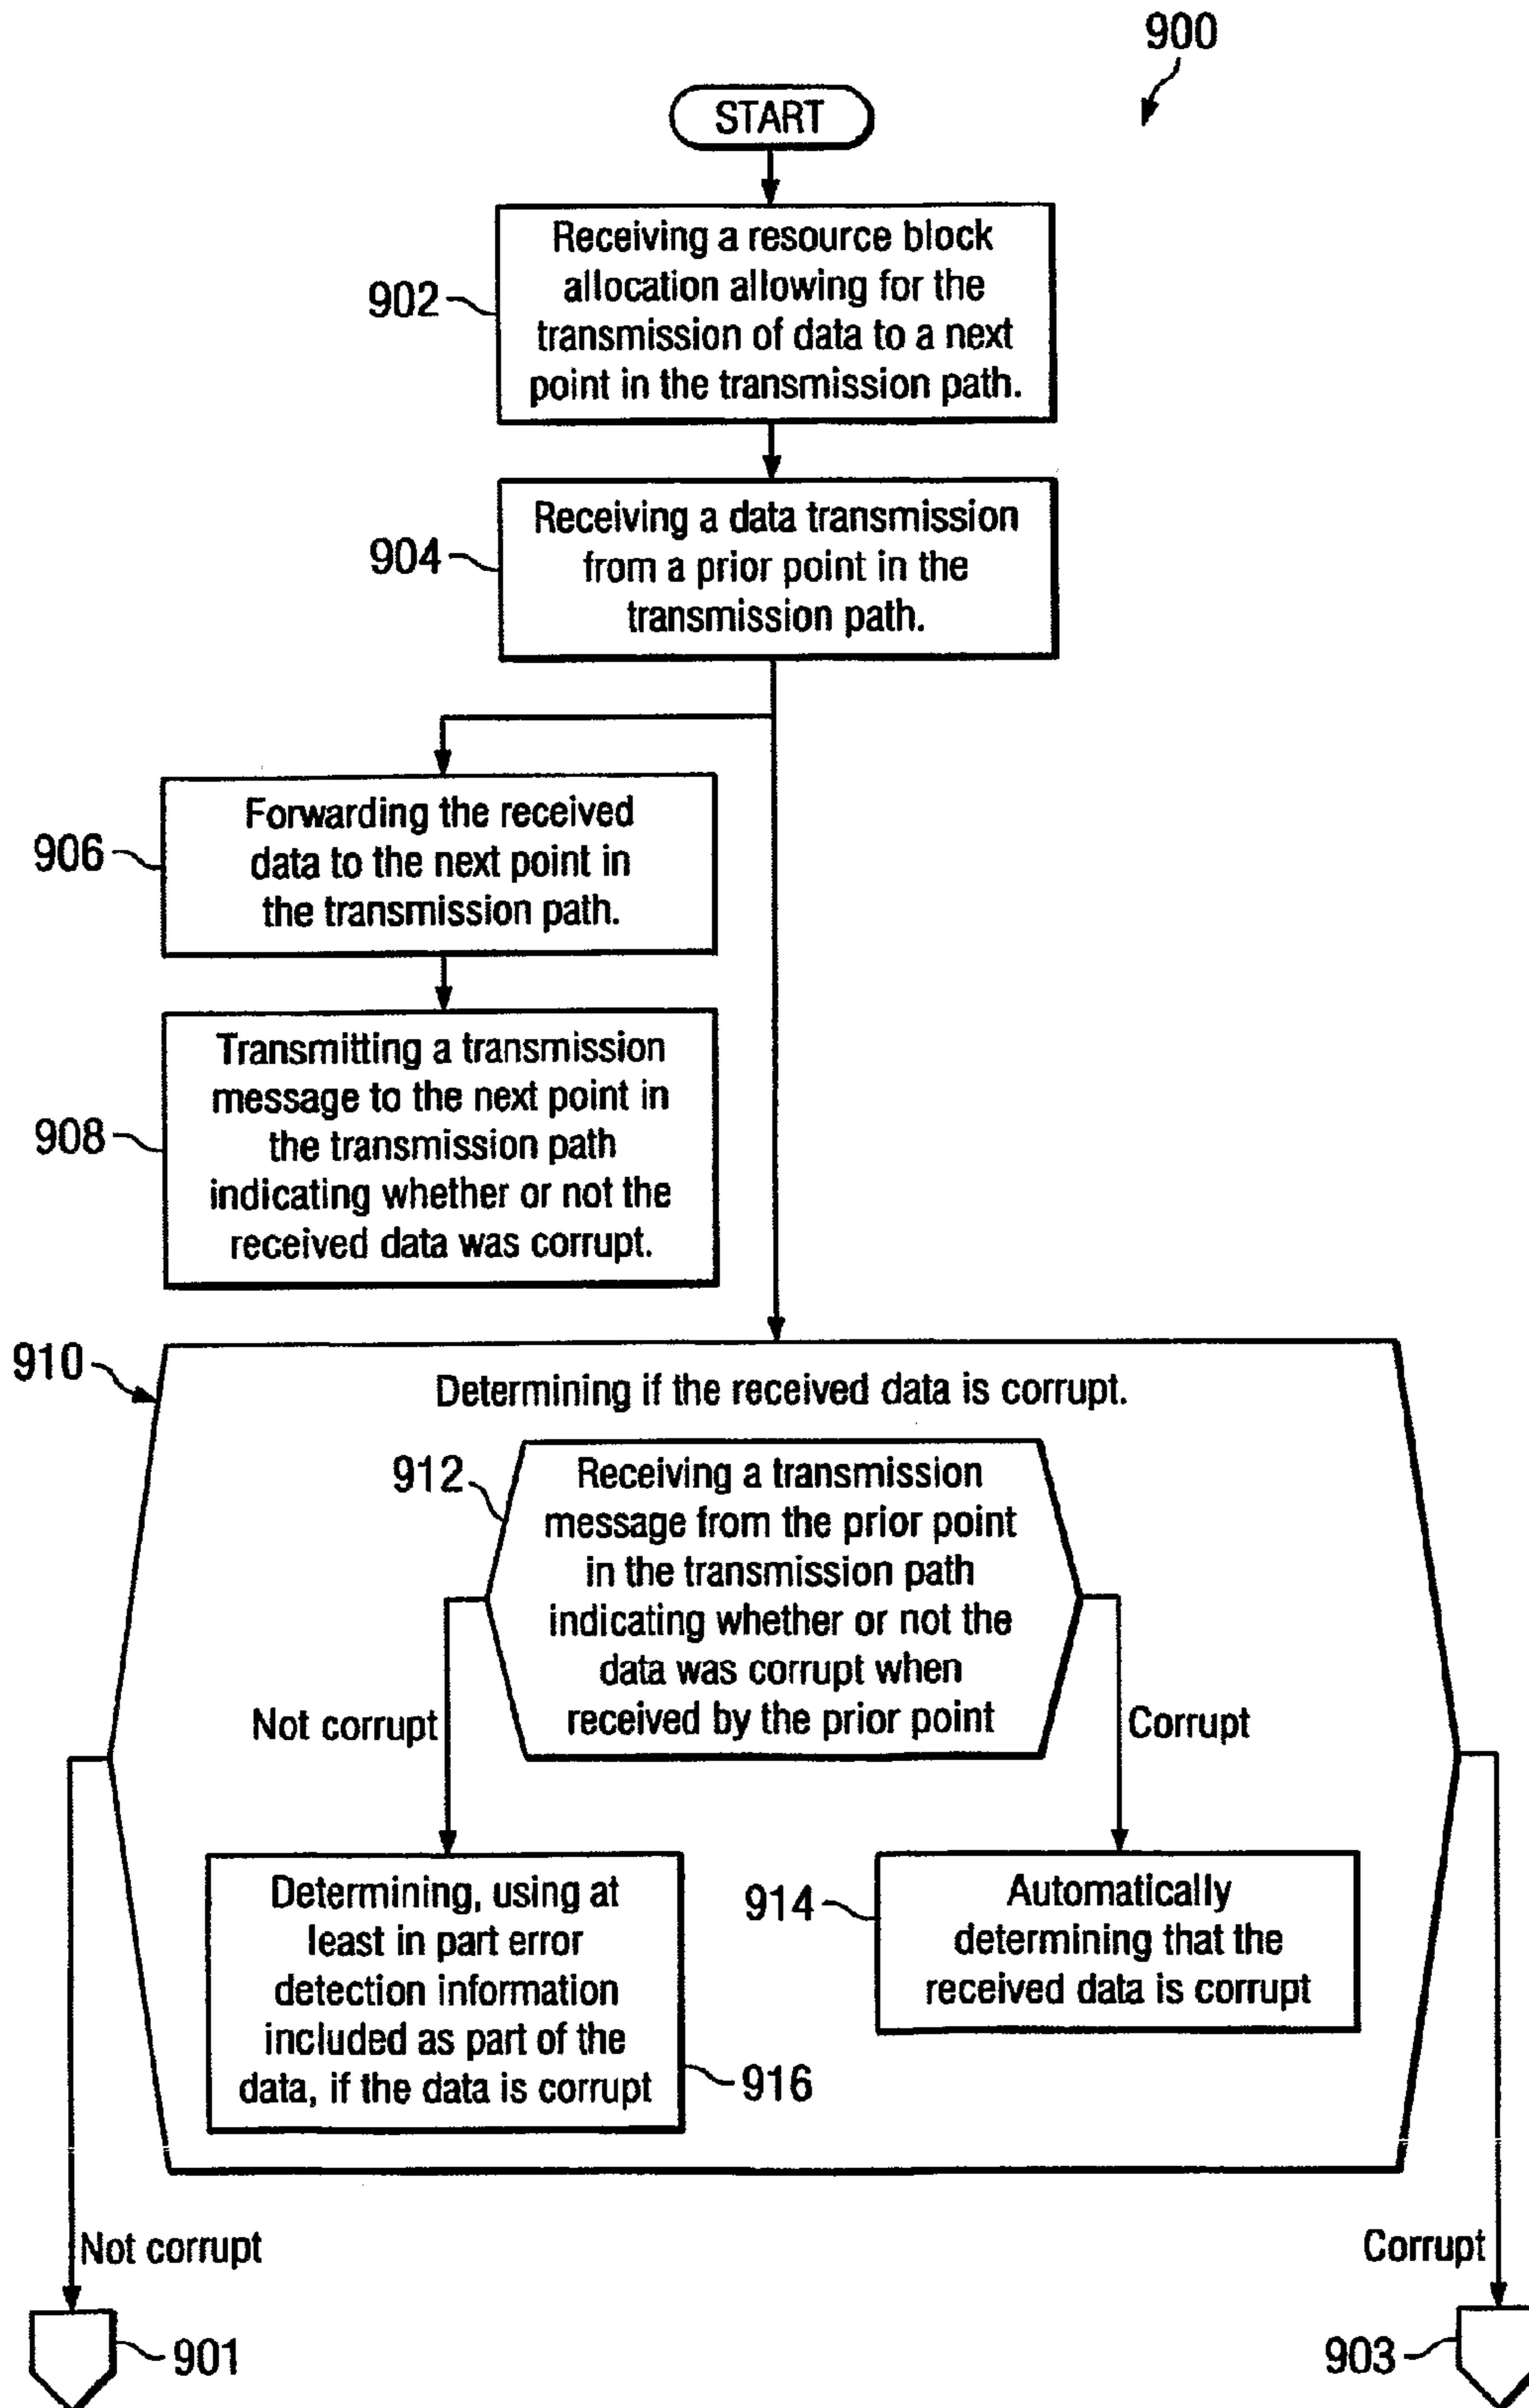 900
START
902
Receiving a resource block
allocation allowing for the
transmission of data to a next
point in the transmission path.
904
Receiving a data transmission
from a prior point in the
transmission path.
906
Forwarding the received
data to the next point in
the transmission path.
908
Transmitting a transmission
message to the next point in
the transmission path
indicating whether or not the
received data was corrupt.
910
Determining if the received data is corrupt.
912
Receiving a transmission
message from the prior point
in the transmission path
indicating whether or not the
data was corrupt when
received by the prior point
Not corrupt
Corrupt
Determining, using at
least in part error
detection information
included as part of the
data, if the data is corrupt
916
914
Automatically
determining that the
received data is corrupt
Not corrupt
Corrupt
901
903